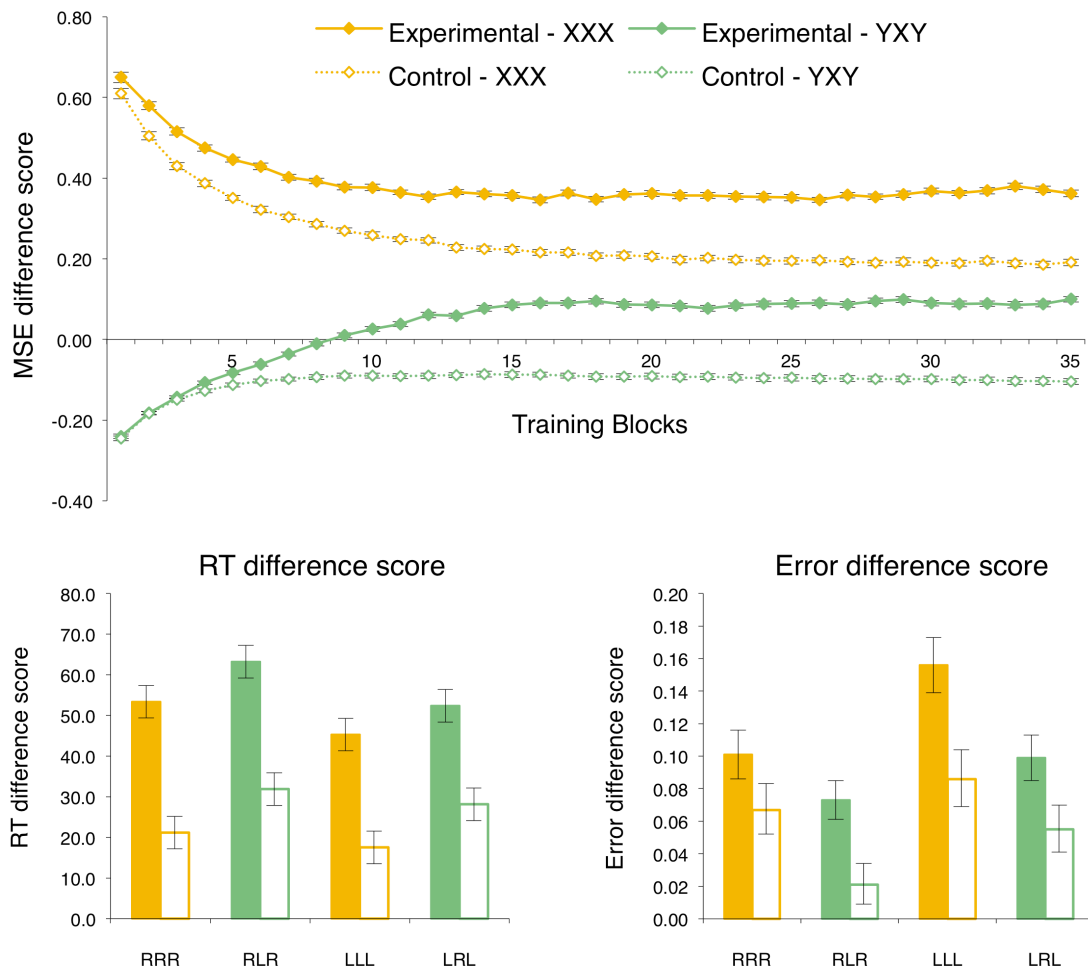 0.80
Experimental - XXX
Experimental - YXY
Control - XXX
Control - YXY
0.60
0.40
0.20
0.00
-0.20
-0.40
MSE difference score
5 10 15 20 25 30 35
Training Blocks
RT difference score
80.0
70.0
60.0
50.0
40.0
30.0
20.0
10.0
0.0
RT difference score
RRR RLR LLL LRL
Error difference score
0.20
0.18
0.16
0.14
0.12
0.10
0.08
0.06
0.04
0.02
0.00
Error difference score
RRR RLR LLL LRL